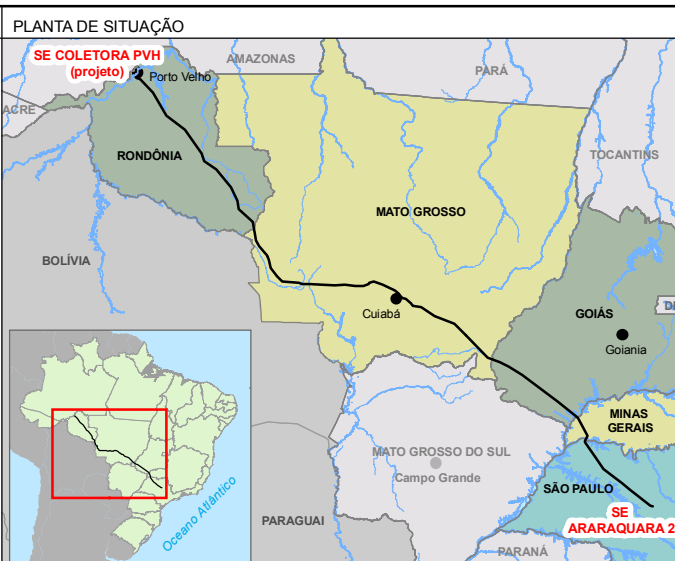 PLANTA DE SITUAÇÃO
SE COLETORA PVH
(projeto)
Porto Velho
AMAZONAS
PARÁ
ACRE
TOCANTINS
RONDÔNIA
MATO GROSSO
BOLÍVIA
Cuiabá
GOIÁS
Goiania
MINAS
GERAIS
MATO GROSSO DO SUL
Campo Grande
SÃO PAULO
SE
ARARAQUARA 2
PARAGUAI
PARANÁ
Oceano Atlântico